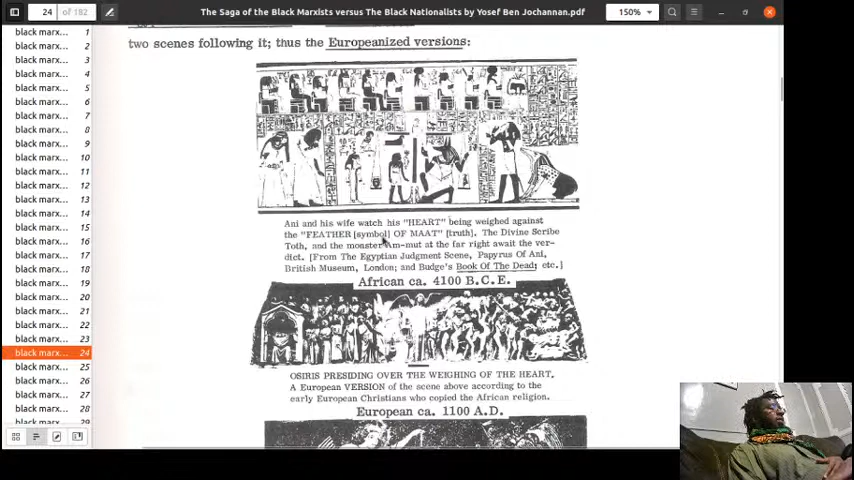 24 of 182
The Saga of the Black Marxists versus The Black Nationalists by Yosef Ben Jochannan.pdf
150%
black marx... 1
black marx... 2
black marx... 3
black marx... 4
black marx... 5
black marx... 6
black marx... 7
black marx... 8
black marx... 9
black marx... 10
black marx... 11
black marx... 12
black marx... 13
black marx... 14
black marx... 15
black marx... 16
black marx... 17
black marx... 18
black marx... 19
black marx... 20
black marx... 21
black marx... 22
black marx... 23
black marx... 24
black marx... 25
black marx... 26
black marx... 27
black marx... 28
black marx... 29
two scenes following it; thus the Europeanized versions:
Ani and his wife watch his "HEART" being weighed against
the "FEATHER [symbol] OF MAAT" [truth]. The Divine Scribe
Toth, and the monster Am-mut at the far right await the ver-
dict. [From The Egyptian Judgment Scene, Papyrus Of Ani,
British Museum, London; and Budge's Book Of The Dead; etc.]
African ca. 4100 B.C.E.
OSIRIS PRESIDING OVER THE WEIGHING OF THE HEART.
A European VERSION of the scene above according to the
early European Christians who copied the African religion.
European ca. 1100 A.D.